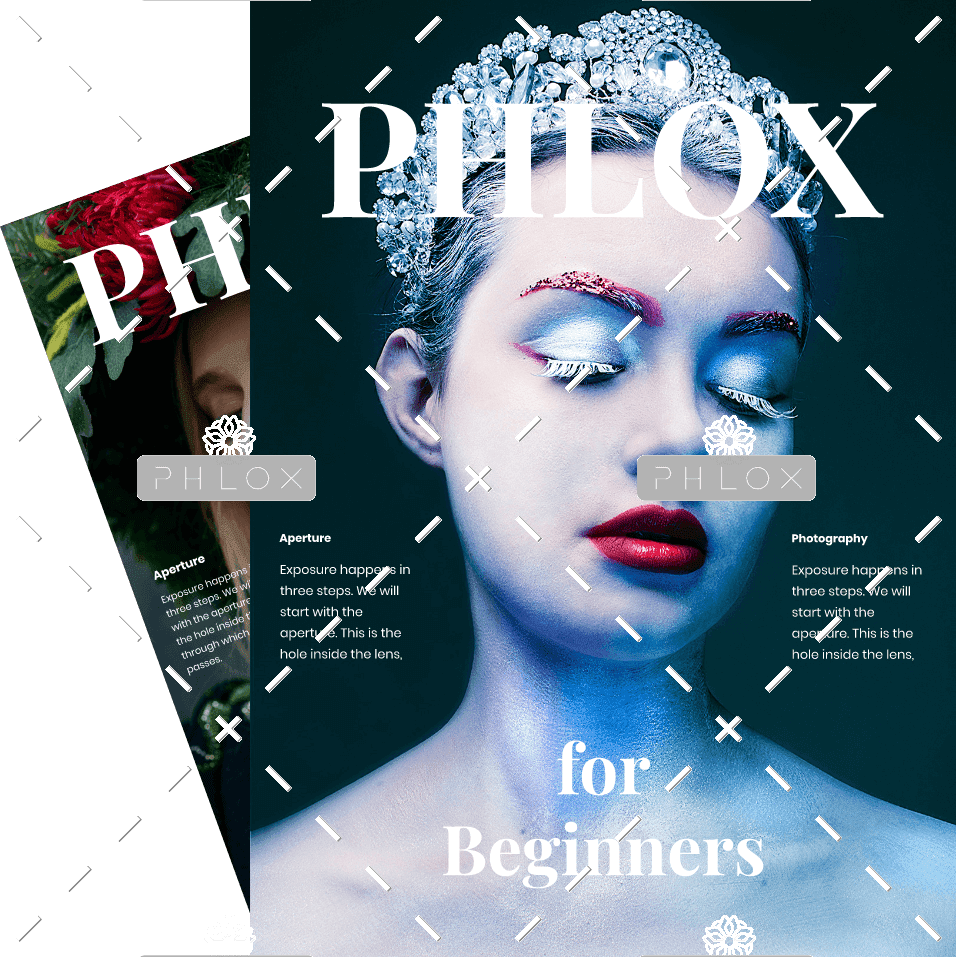 PHLOX
PH
PHLOX
PHLOX
Aperture
Exposure happens in
three steps. We will
start with the
aperture. This is the
hole inside the lens,
Photography
Exposure happens in
three steps. We will
start with the
aperture. This is the
hole inside the lens,
Aperture
Exposure happens
three steps. We
with the aperture
the hole inside
through which
passes.
for
Beginners